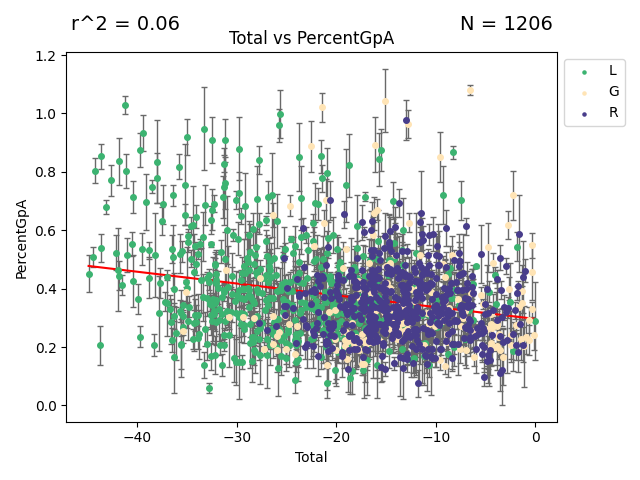 r^2 = 0.06
N = 1206
Total vs PercentGpA
1.2
1.0
0.8
0.6
0.4
0.2
0.0
PercentGpA
−40
−30
−20
−10
0
Total
L
G
R